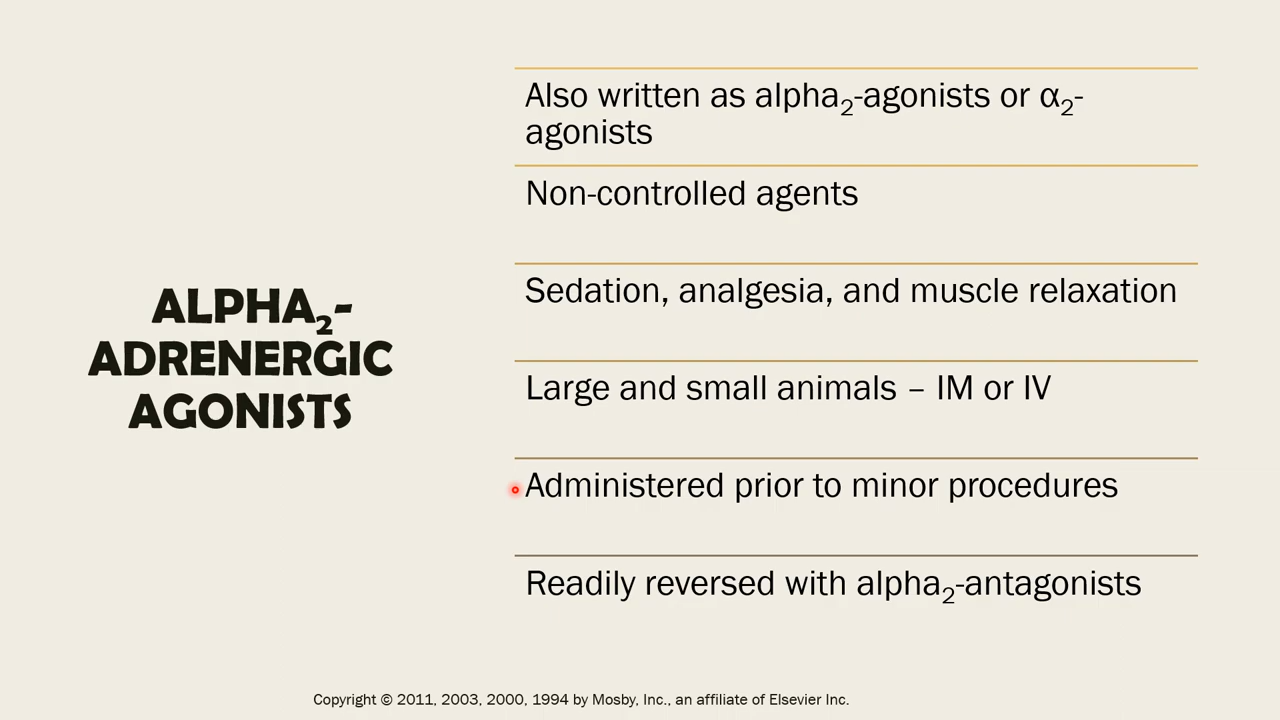 ALPHA₂-
ADRENERGIC
AGONISTS
Also written as alpha₂-agonists or α₂-
agonists
Non-controlled agents
Sedation, analgesia, and muscle relaxation
Large and small animals – IM or IV
Administered prior to minor procedures
Readily reversed with alpha₂-antagonists
Copyright © 2011, 2003, 2000, 1994 by Mosby, Inc., an affiliate of Elsevier Inc.